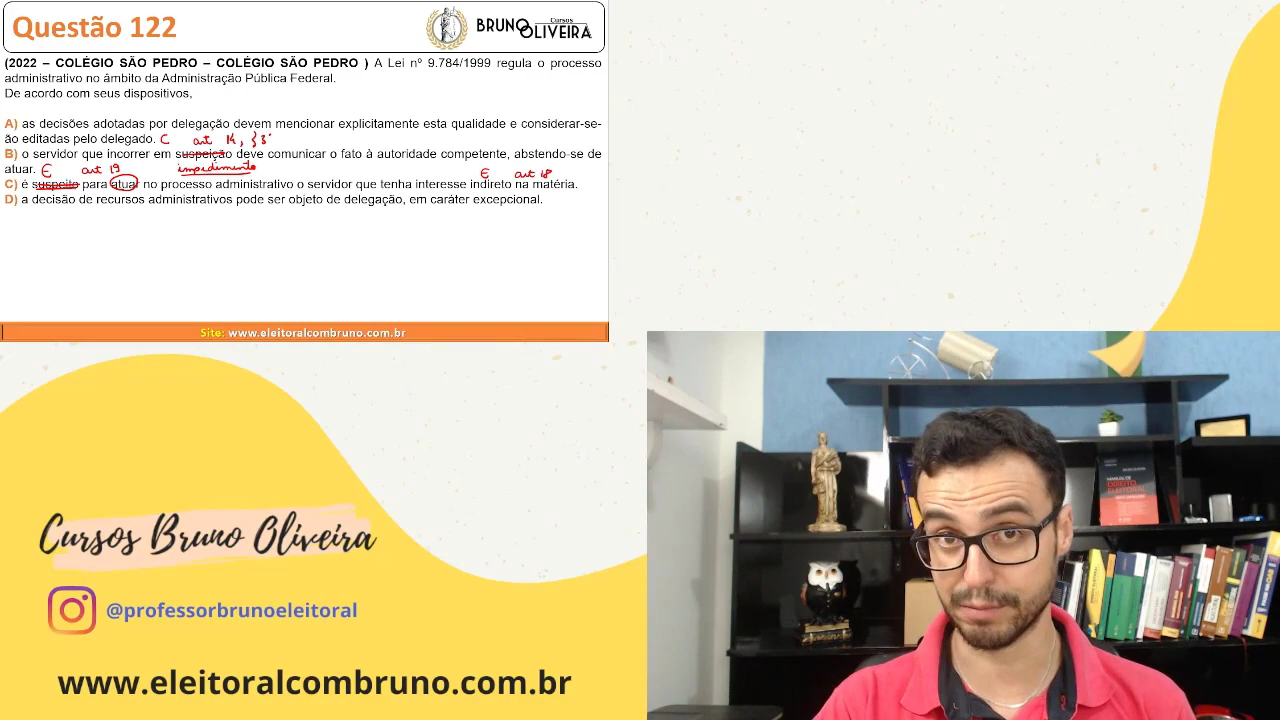 Questão 122
BRUNO Cursos OLIVEIRA
(2022 – COLÉGIO SÃO PEDRO – COLÉGIO SÃO PEDRO ) A Lei nº 9.784/1999 regula o processo
administrativo no âmbito da Administração Pública Federal.
De acordo com seus dispositivos,
A) as decisões adotadas por delegação devem mencionar explicitamente esta qualidade e considerar-se-
ão editadas pelo delegado. C art 14, §3º
B) o servidor que incorrer em suspeição deve comunicar o fato à autoridade competente, abstendo-se de
atuar. E art 19 impedimento
E art 18
C) é suspeito para atuar no processo administrativo o servidor que tenha interesse indireto na matéria.
D) a decisão de recursos administrativos pode ser objeto de delegação, em caráter excepcional.
Site: www.eleitoralcombruno.com.br
MANUAL DE
DIREITO
ELEITORAL
Cursos Bruno Oliveira
@professorbrunoeleitoral
www.eleitoralcombruno.com.br